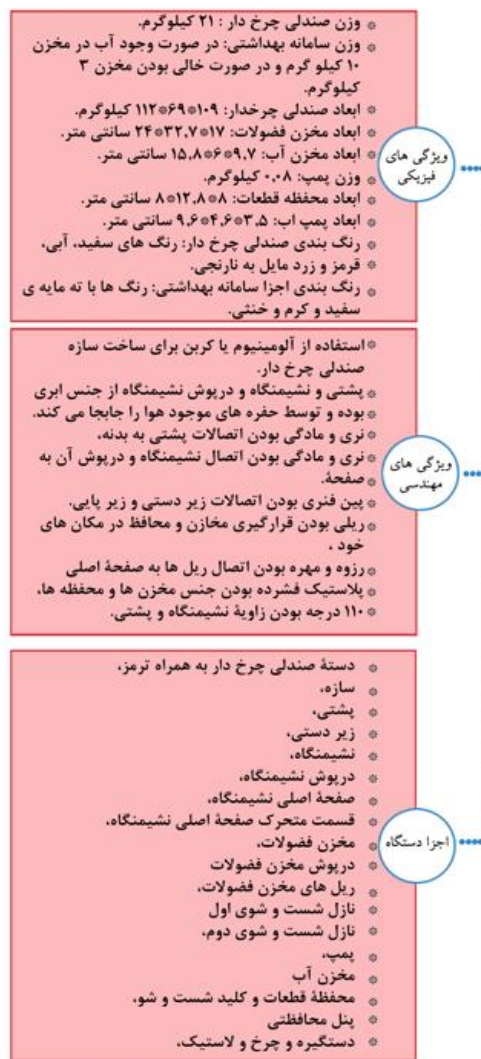 وزن صندلی چرخ دار : ۲۱ کیلوگرم.
وزن سامانه بهداشتی: در صورت وجود آب در مخزن
۱۰ کیلو گرم و در صورت خالی بودن مخزن ۳
کیلوگرم.
ابعاد صندلی چرخدار: ۱۰۹*۶۹*۱۱۲ کیلوگرم.
ابعاد مخزن فضولات: ۱۷*۳۲,۷*۲۴ سانتی متر.
ابعاد مخزن آب: ۹,۷*۶*۱۵,۸ سانتی متر.
وزن پمپ: ۰,۰۸ کیلوگرم.
ابعاد محفظه قطعات: ۸*۱۲,۸*۸ سانتی متر.
ابعاد پمپ اب: ۳,۵*۴,۶*۹,۶ سانتی متر.
رنگ بندی صندلی چرخ دار: رنگ های سفید، آبی،
قرمز و زرد مایل به نارنجی.
رنگ بندی اجزا سامانه بهداشتی: رنگ ها با ته مایه ی
سفید و کرم و خنثی.
ویژگی های
فیزیکی
استفاده از آلومینیوم یا کربن برای ساخت سازه
صندلی چرخ دار.
پشتی و نشیمنگاه و درپوش نشیمنگاه از جنس ابری
بوده و توسط حفره های موجود هوا را جابجا می کند.
نری و مادگی بودن اتصالات پشتی به بدنه،
نری و مادگی بودن اتصال نشیمنگاه و درپوش آن به
صفحهٔ.
پین فنری بودن اتصالات زیر دستی و زیر پایی.
ریلی بودن قرارگیری مخازن و محافظ در مکان های
خود ،
رزوه و مهره بودن اتصال ریل ها به صفحهٔ اصلی
پلاستیک فشرده بودن جنس مخزن ها و محفظه ها،
۱۱۰ درجه بودن زاویهٔ نشیمنگاه و پشتی.
ویژگی های
مهندسی
دستهٔ صندلی چرخ دار به همراه ترمز،
سازه،
پشتی،
زیر دستی،
نشیمنگاه،
درپوش نشیمنگاه،
صفحهٔ اصلی نشیمنگاه،
قسمت متحرک صفحهٔ اصلی نشیمنگاه،
مخزن فضولات،
درپوش مخزن فضولات
ریل های مخزن فضولات،
نازل شست و شوی اول
نازل شست و شوی دوم،
پمپ،
مخزن آب
محفظهٔ قطعات و کلید شست و شو،
پنل محافظتی
دستگیره و چرخ و لاستیک،
اجزا دستگاه